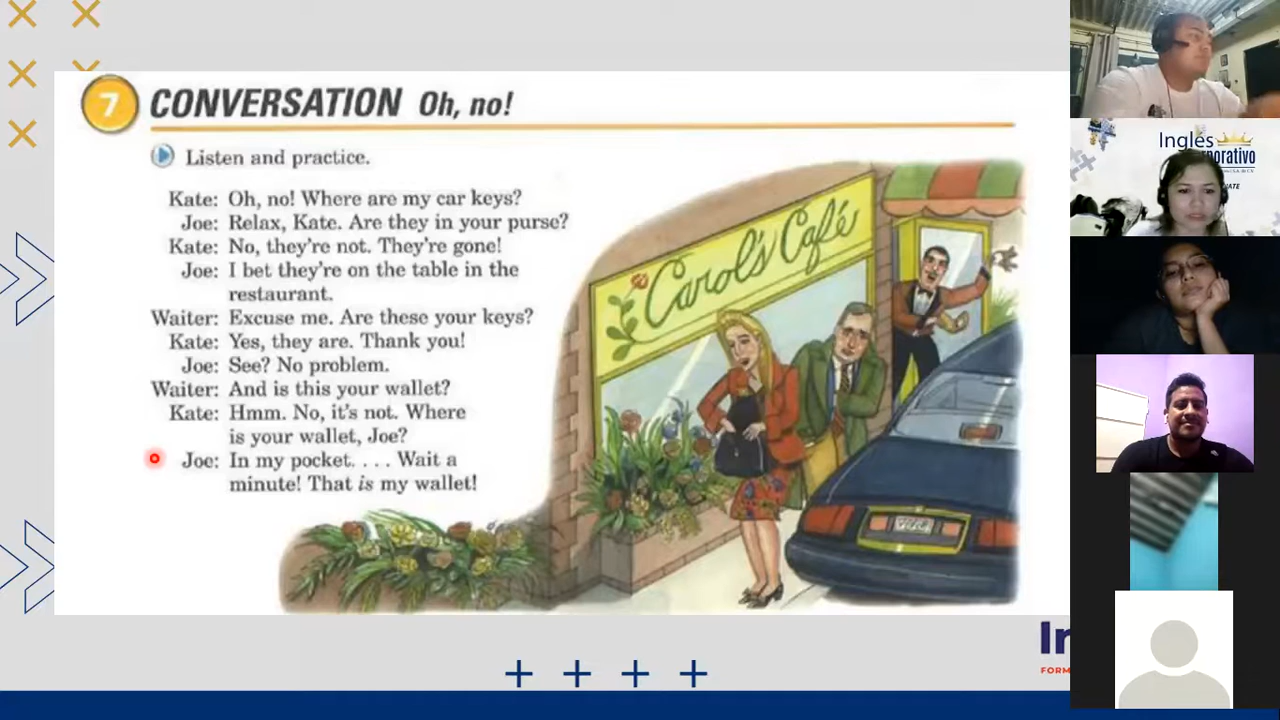 7 CONVERSATION Oh, no!
Listen and practice.
Kate: Oh, no! Where are my car keys?
Joe: Relax, Kate. Are they in your purse?
Kate: No, they're not. They're gone!
Joe: I bet they're on the table in the
restaurant.
Waiter: Excuse me. Are these your keys?
Kate: Yes, they are. Thank you!
Joe: See? No problem.
Waiter: And is this your wallet?
Kate: Hmm. No, it's not. Where
is your wallet, Joe?
Joe: In my pocket. . . . Wait a
minute! That is my wallet!
Carol's Café
Ingles
porativo
In
FORM